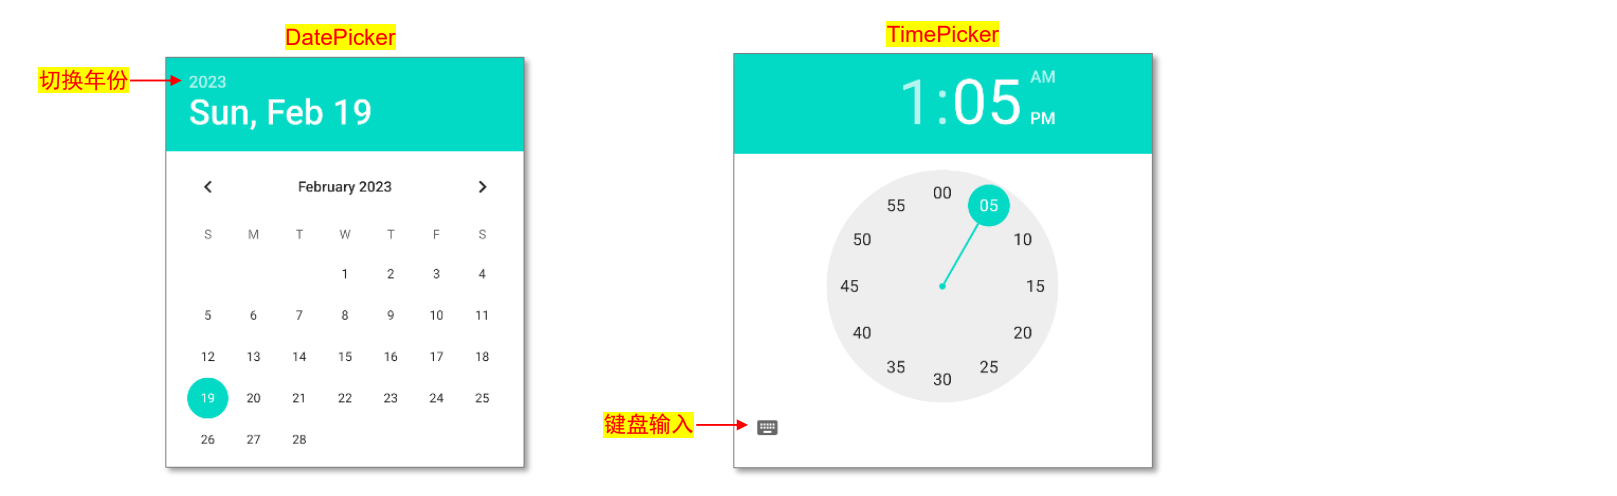 DatePicker
切换年份
2023
Sun, Feb 19
February 2023
S M T W T F S
1 2 3 4
5 6 7 8 9 10 11
12 13 14 15 16 17 18
19 20 21 22 23 24 25
26 27 28
TimePicker
1:05
AM
PM
00
55 05
50 10
45 15
40 20
35 25
30
键盘输入